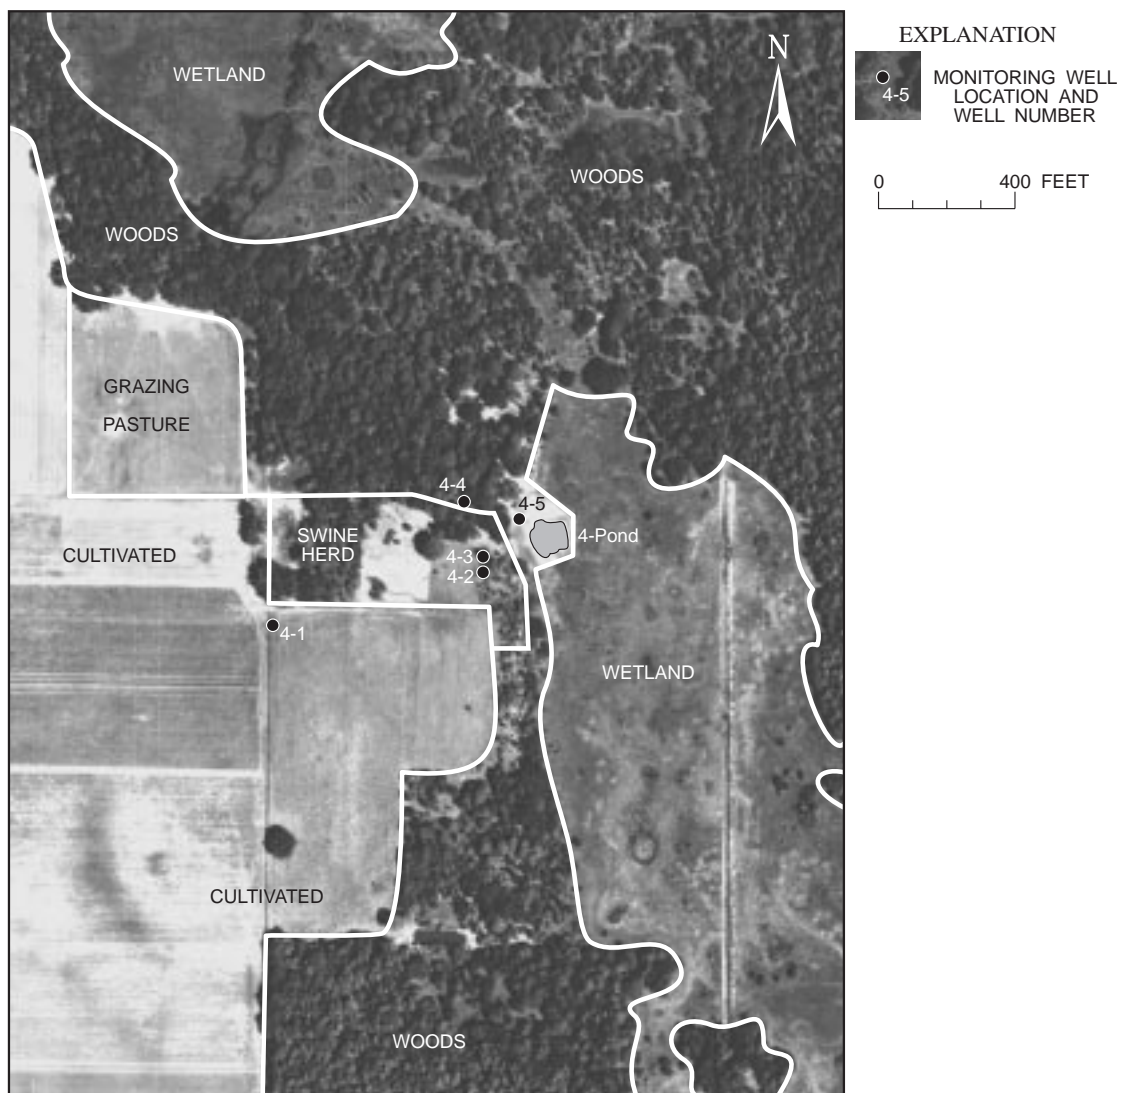 EXPLANATION
4-5
MONITORING WELL
LOCATION AND
WELL NUMBER
0 400 FEET
N
WETLAND
WOODS
WOODS
GRAZING
PASTURE
4-4
4-5
SWINE
HERD
4-Pond
CULTIVATED
4-3
4-2
4-1
WETLAND
CULTIVATED
WOODS